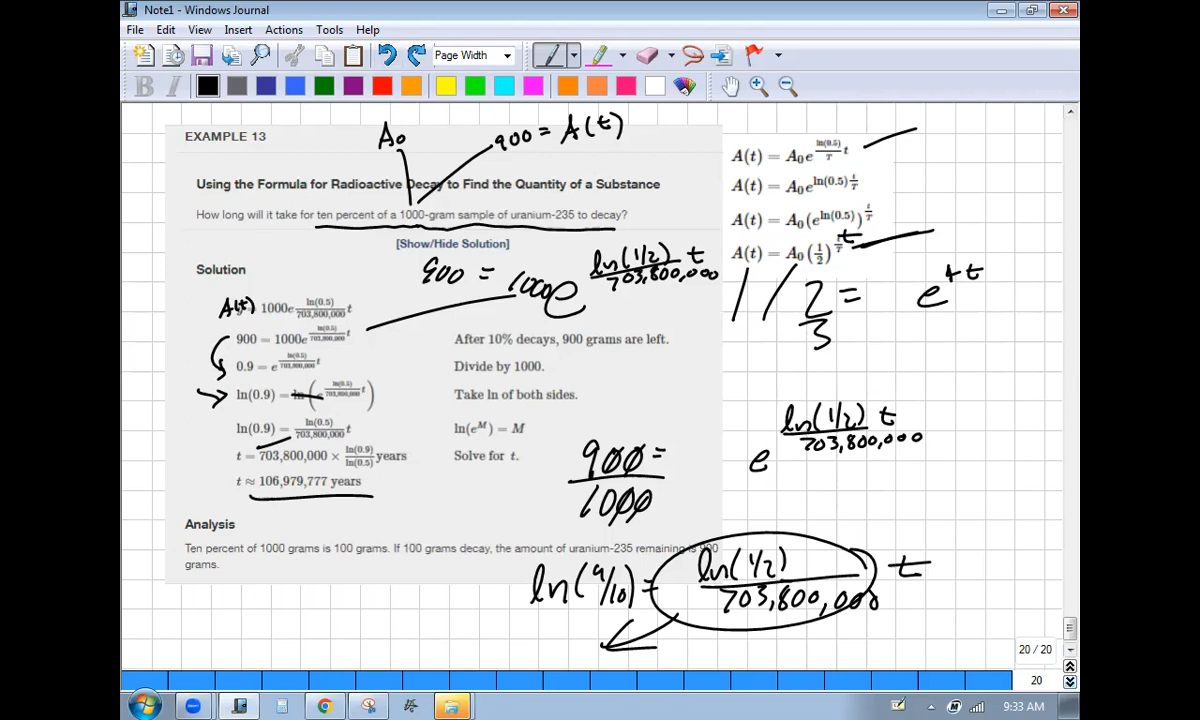 Note1 - Windows Journal
File Edit View Insert Actions Tools Help
Page Width
B I
EXAMPLE 13
A₀
900 = A(t)
Using the Formula for Radioactive Decay to Find the Quantity of a Substance
How long will it take for ten percent of a 1000-gram sample of uranium-235 to decay?
[Show/Hide Solution]
900 = 1000e^(ln(1/2)/703,800,000 t)
Solution
A(t) 1000e^(ln(0.5)/703,800,000 t)
900 = 1000e^(ln(0.5)/703,800,000 t) After 10% decays, 900 grams are left.
0.9 = e^(ln(0.5)/703,800,000 t) Divide by 1000.
ln(0.9) = ln(e^(ln(0.5)/703,800,000 t)) Take ln of both sides.
ln(0.9) = ln(0.5)/703,800,000 t ln(e^M) = M
t = 703,800,000 × ln(0.9)/ln(0.5) years Solve for t.
t ≈ 106,979,777 years
Analysis
Ten percent of 1000 grams is 100 grams. If 100 grams decay, the amount of uranium-235 remaining is 900
grams.
A(t) = A₀e^(ln(0.5)/T t)
A(t) = A₀e^(ln(0.5) t/T)
A(t) = A₀(e^(ln(0.5)))^(t/T)
A(t) = A₀(1/2)^(t/T)
t
2/3 =
900/1000 =
e^(ln(1/2)/703,800,000 t)
ln(9/10) = ln(1/2)/703,800,000 t
20 / 20
20
9:33 AM